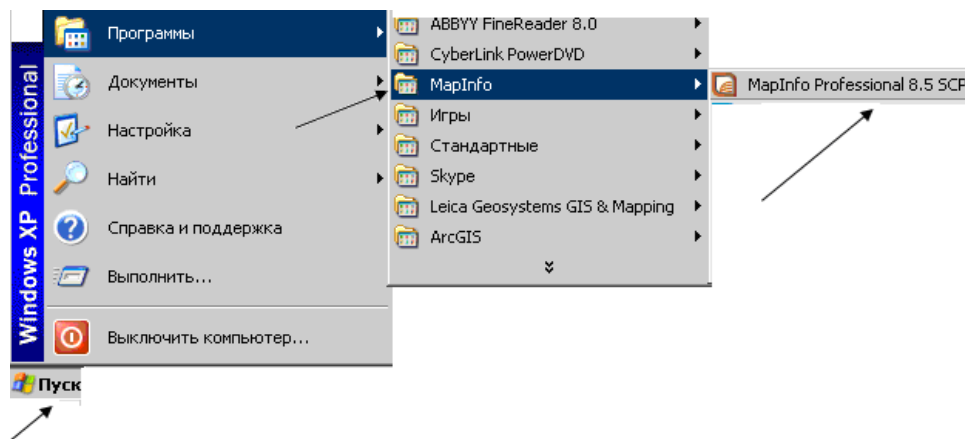 Программы
Документы
Настройка
Найти
Справка и поддержка
Выполнить...
Выключить компьютер...
Windows XP Professional
Пуск
ABBYY FineReader 8.0
CyberLink PowerDVD
MapInfo
Игры
Стандартные
Skype
Leica Geosystems GIS & Mapping
ArcGIS
MapInfo Professional 8.5 SCP